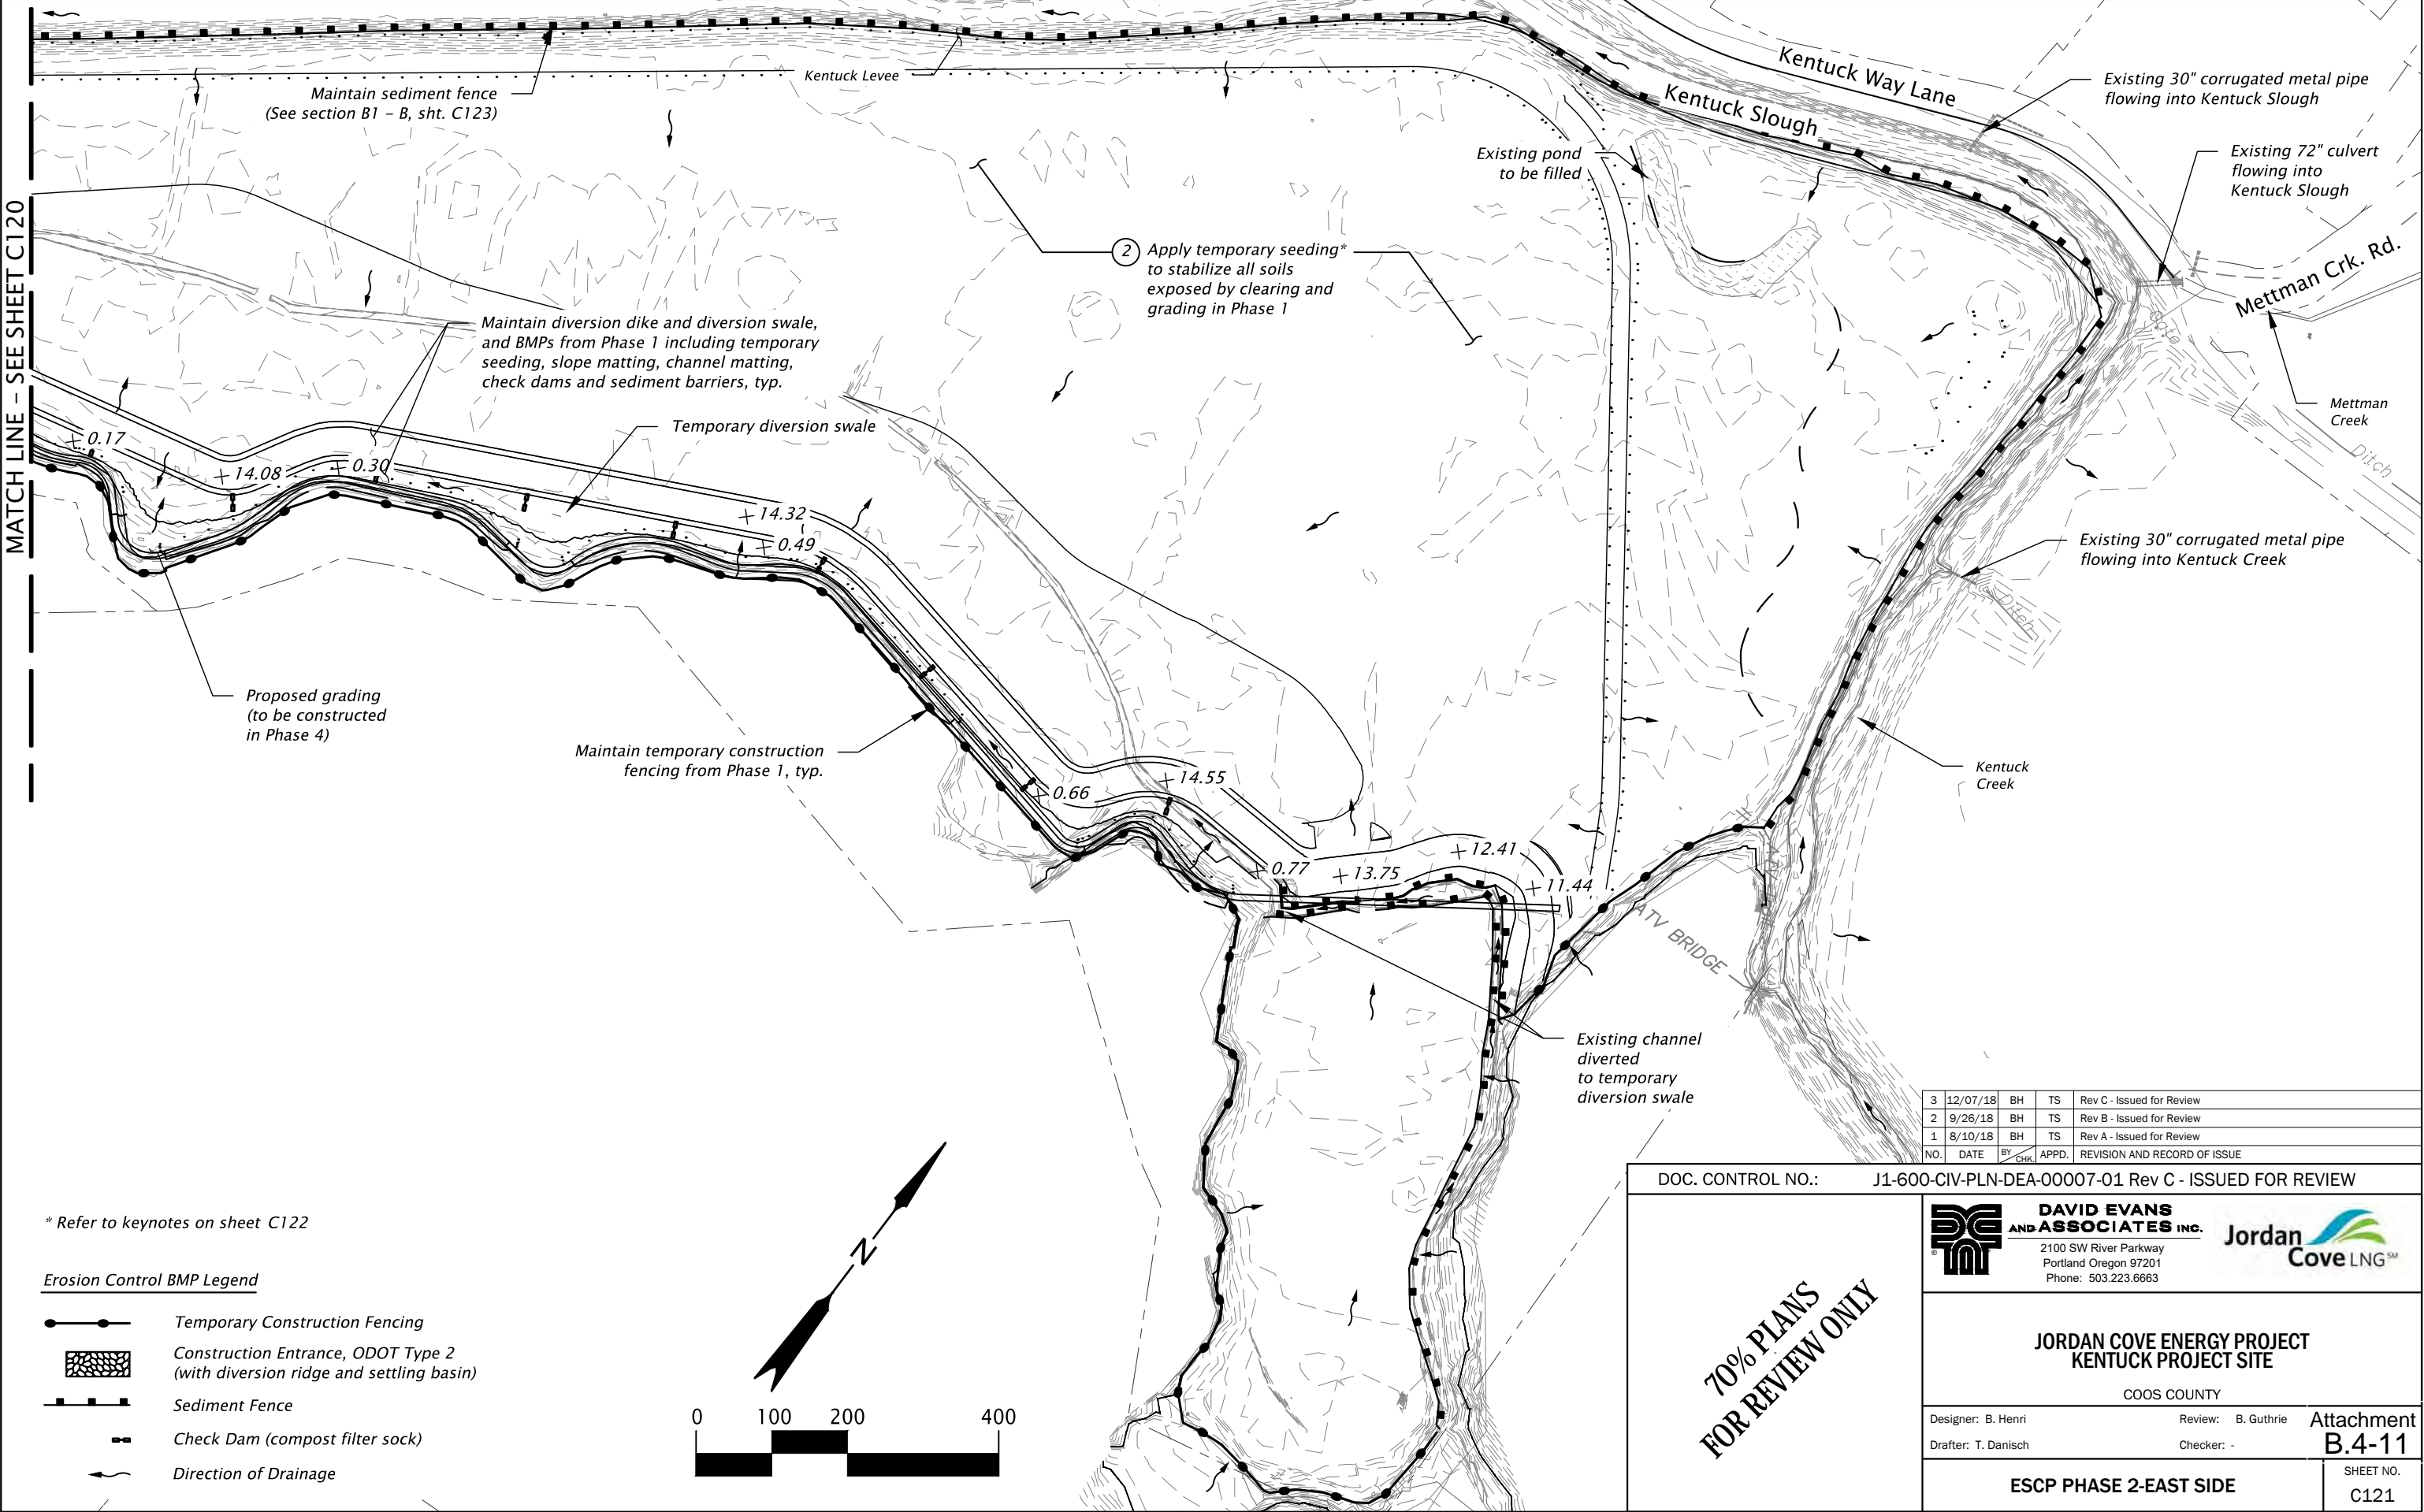 Kentuck Levee
Maintain sediment fence
(See section B1 - B, sht. C123)
MATCH LINE - SEE SHEET C120
Kentuck Way Lane
Kentuck Slough
Existing 30" corrugated metal pipe
flowing into Kentuck Slough
Existing 72" culvert
flowing into
Kentuck Slough
Existing pond
to be filled
2 Apply temporary seeding*
to stabilize all soils
exposed by clearing and
grading in Phase 1
Mettman Crk. Rd.
Gate
Mettman
Creek
Ditch
Maintain diversion dike and diversion swale,
and BMPs from Phase 1 including temporary
seeding, slope matting, channel matting,
check dams and sediment barriers, typ.
Temporary diversion swale
0.17
14.08
0.30
14.32
0.49
Existing 30" corrugated metal pipe
flowing into Kentuck Creek
Ditch
Proposed grading
(to be constructed
in Phase 4)
Maintain temporary construction
fencing from Phase 1, typ.
14.55
0.66
Kentuck
Creek
0.77
13.75
12.41
11.44
ATV BRIDGE
Existing channel
diverted
to temporary
diversion swale
* Refer to keynotes on sheet C122
Erosion Control BMP Legend
Temporary Construction Fencing
Construction Entrance, ODOT Type 2
(with diversion ridge and settling basin)
Sediment Fence
Check Dam (compost filter sock)
Direction of Drainage
N
0 100 200 400
3 12/07/18 BH TS Rev C - Issued for Review
2 9/26/18 BH TS Rev B - Issued for Review
1 8/10/18 BH TS Rev A - Issued for Review
NO. DATE BY CHK. APPD. REVISION AND RECORD OF ISSUE
DOC. CONTROL NO.: J1-600-CIV-PLN-DEA-00007-01 Rev C - ISSUED FOR REVIEW
70% PLANS
FOR REVIEW ONLY
DAVID EVANS
AND ASSOCIATES INC.
2100 SW River Parkway
Portland Oregon 97201
Phone: 503.223.6663
®
Jordan
Cove LNG SM
JORDAN COVE ENERGY PROJECT
KENTUCK PROJECT SITE
COOS COUNTY
Designer: B. Henri Review: B. Guthrie
Drafter: T. Danisch Checker: -
Attachment
B.4-11
ESCP PHASE 2-EAST SIDE
SHEET NO.
C121